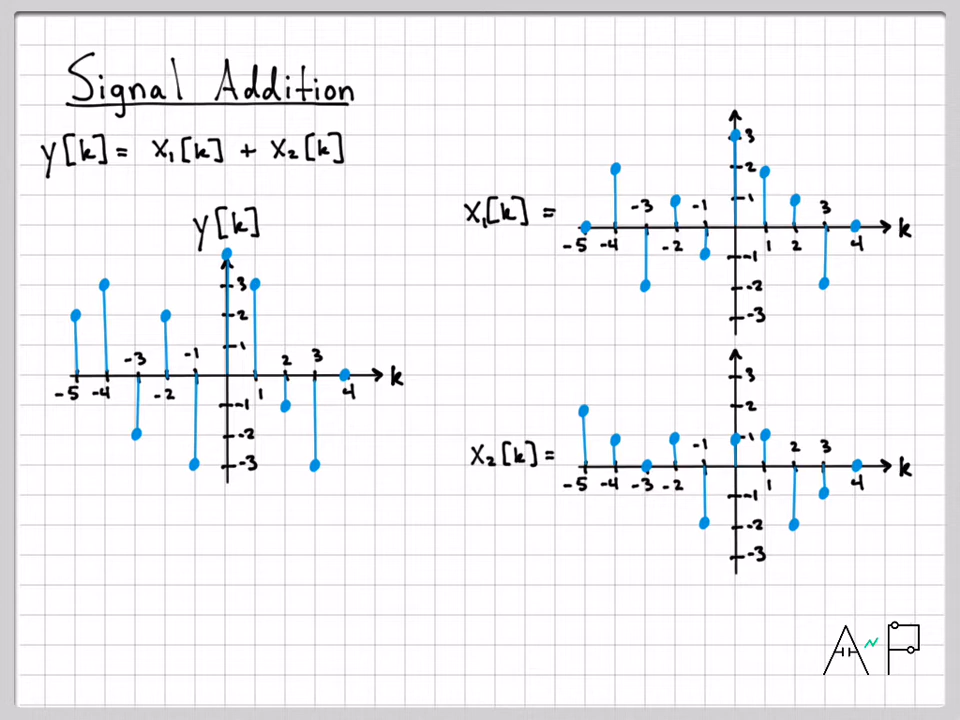 Signal Addition
y[k] = x₁[k] + x₂[k]
y[k]
3
2
1
-3 -1 2 3
-5 -4 -2 1 4 k
-1
-2
-3
x₁[k] =
3
2
1
-3 -1 3
-5 -4 -2 1 2 4 k
-1
-2
-3
x₂[k] =
3
2
1
-1 2 3
-5 -4 -3 -2 1 4 k
-1
-2
-3
A P